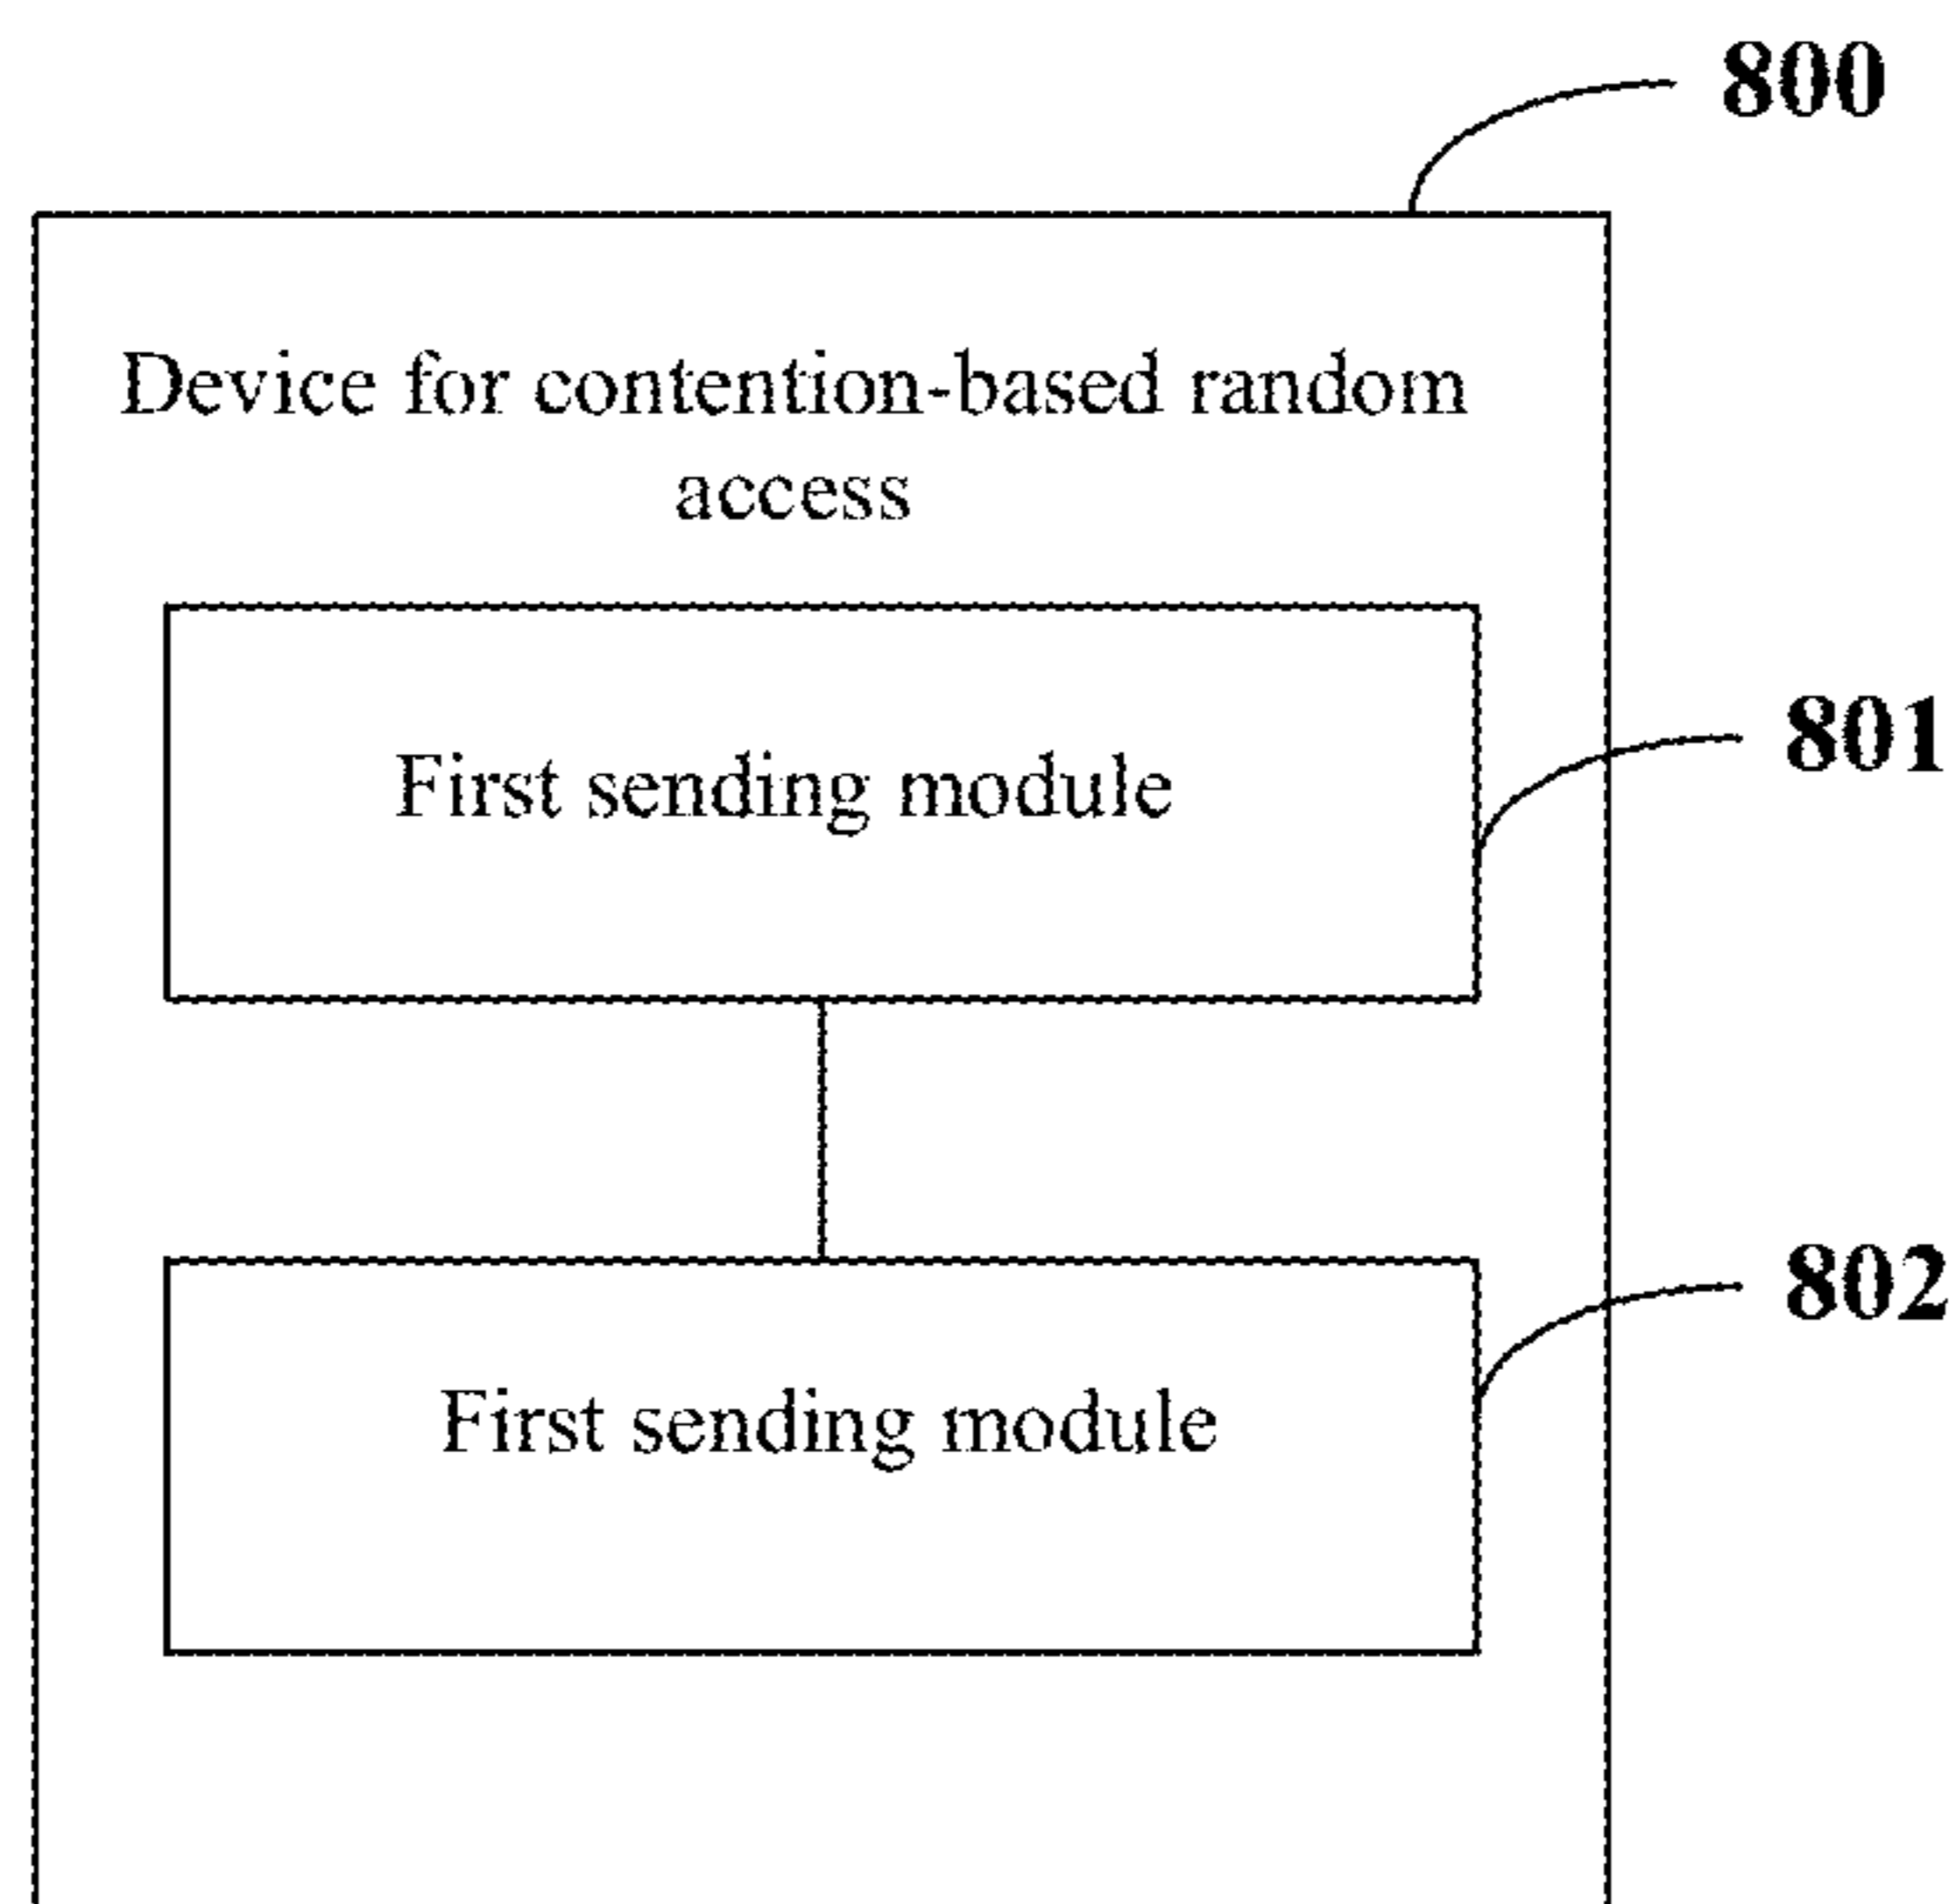 800
Device for contention-based random
access
First sending module
801
First sending module
802